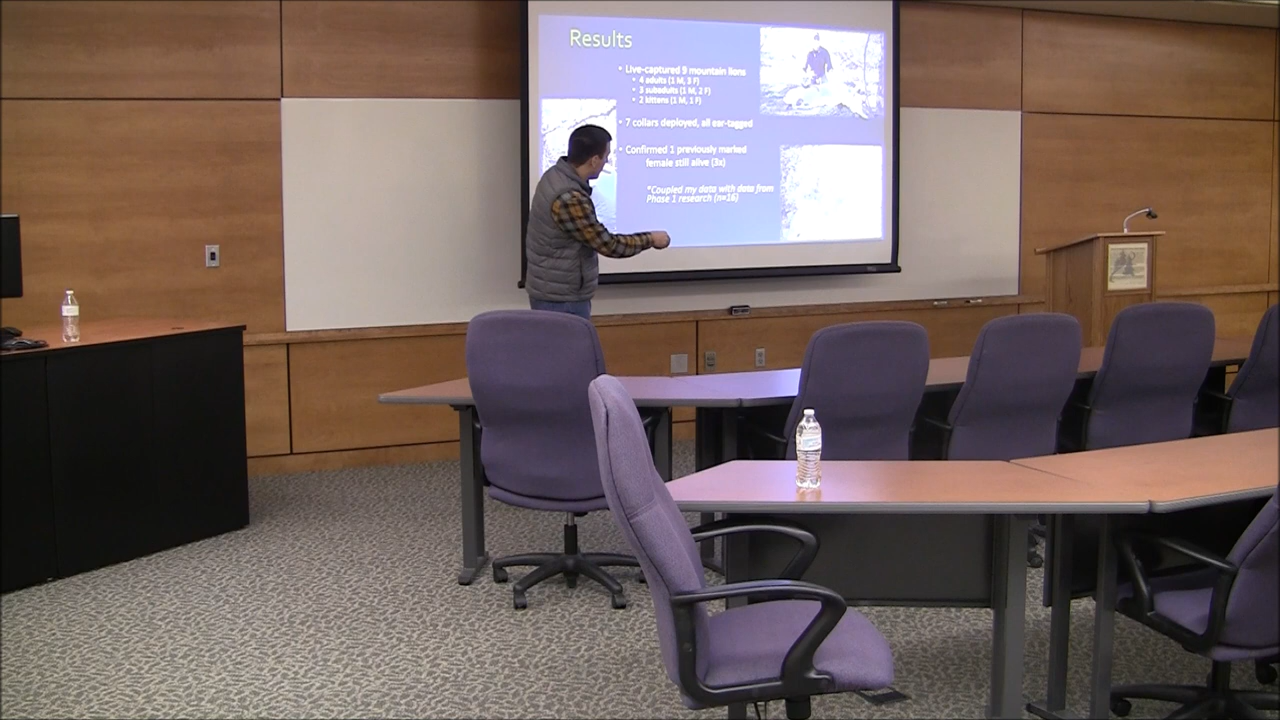 Results
• Live-captured 9 mountain lions
• 4 adults (1 M, 3 F)
• 3 subadults (1 M, 2 F)
• 2 kittens (1 M, 1 F)
• 7 collars deployed, all ear-tagged
• Confirmed 1 previously marked
female still alive (3x)
*Coupled my data with data from
Phase 1 research (n=16)